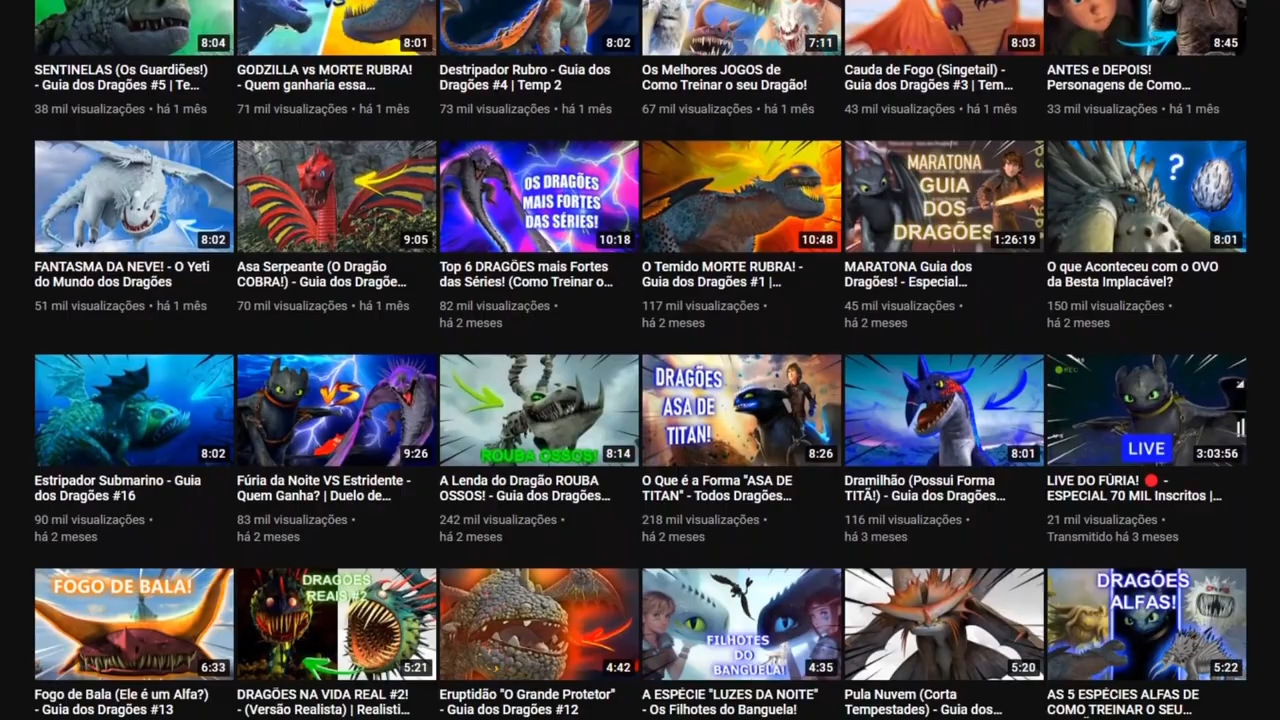 8:04
8:01
8:02
7:11
8:03
8:45
SENTINELAS (Os Guardiões!)
- Guia dos Dragões #5 | Te...
38 mil visualizações • há 1 mês
GODZILLA vs MORTE RUBRA!
- Quem ganharia essa...
71 mil visualizações • há 1 mês
Destripador Rubro - Guia dos
Dragões #4 | Temp 2
73 mil visualizações • há 1 mês
Os Melhores JOGOS de
Como Treinar o seu Dragão!
67 mil visualizações • há 1 mês
Cauda de Fogo (Singetail) -
Guia dos Dragões #3 | Tem...
43 mil visualizações • há 1 mês
ANTES e DEPOIS!
Personagens de Como...
33 mil visualizações • há 1 mês
8:02
9:05
OS DRAGÕES
MAIS FORTES
DAS SÉRIES!
10:18
10:48
MARATONA
GUIA
DOS
DRAGÕES
1:26:19
?
8:01
FANTASMA DA NEVE! - O Yeti
do Mundo dos Dragões
51 mil visualizações • há 1 mês
Asa Serpeante (O Dragão
COBRA!) - Guia dos Dragõe...
70 mil visualizações • há 1 mês
Top 6 DRAGÕES mais Fortes
das Séries! (Como Treinar o...
82 mil visualizações •
há 2 meses
O Temido MORTE RUBRA! -
Guia dos Dragões #1 |...
117 mil visualizações •
há 2 meses
MARATONA Guia dos
Dragões! - Especial...
45 mil visualizações •
há 2 meses
O que Aconteceu com o OVO
da Besta Implacável?
150 mil visualizações •
há 2 meses
8:02
VS
9:26
ROUBA OSSOS!
8:14
DRAGÕES
ASA DE
TITAN!
8:26
8:01
REC
LIVE
3:03:56
Estripador Submarino - Guia
dos Dragões #16
90 mil visualizações •
há 2 meses
Fúria da Noite VS Estridente -
Quem Ganha? | Duelo de...
83 mil visualizações •
há 2 meses
A Lenda do Dragão ROUBA
OSSOS! - Guia dos Dragões...
242 mil visualizações •
há 2 meses
O Que é a Forma "ASA DE
TITAN" - Todos Dragões...
218 mil visualizações •
há 2 meses
Dramilhão (Possui Forma
TITÃ!) - Guia dos Dragões...
116 mil visualizações •
há 3 meses
LIVE DO FÚRIA! 🔴 -
ESPECIAL 70 MIL Inscritos |...
21 mil visualizações •
Transmitido há 3 meses
FOGO DE BALA!
6:33
DRAGÕES
REAIS #2
5:21
4:42
FILHOTES
DO
BANGUELA!
4:35
5:20
DRAGÕES
ALFAS!
5:22
Fogo de Bala (Ele é um Alfa?)
- Guia dos Dragões #13
DRAGÕES NA VIDA REAL #2!
- (Versão Realista) | Realisti...
Eruptidão "O Grande Protetor"
- Guia dos Dragões #12
A ESPÉCIE "LUZES DA NOITE"
- Os Filhotes do Banguela!
Pula Nuvem (Corta
Tempestades) - Guia dos...
AS 5 ESPÉCIES ALFAS DE
COMO TREINAR O SEU...